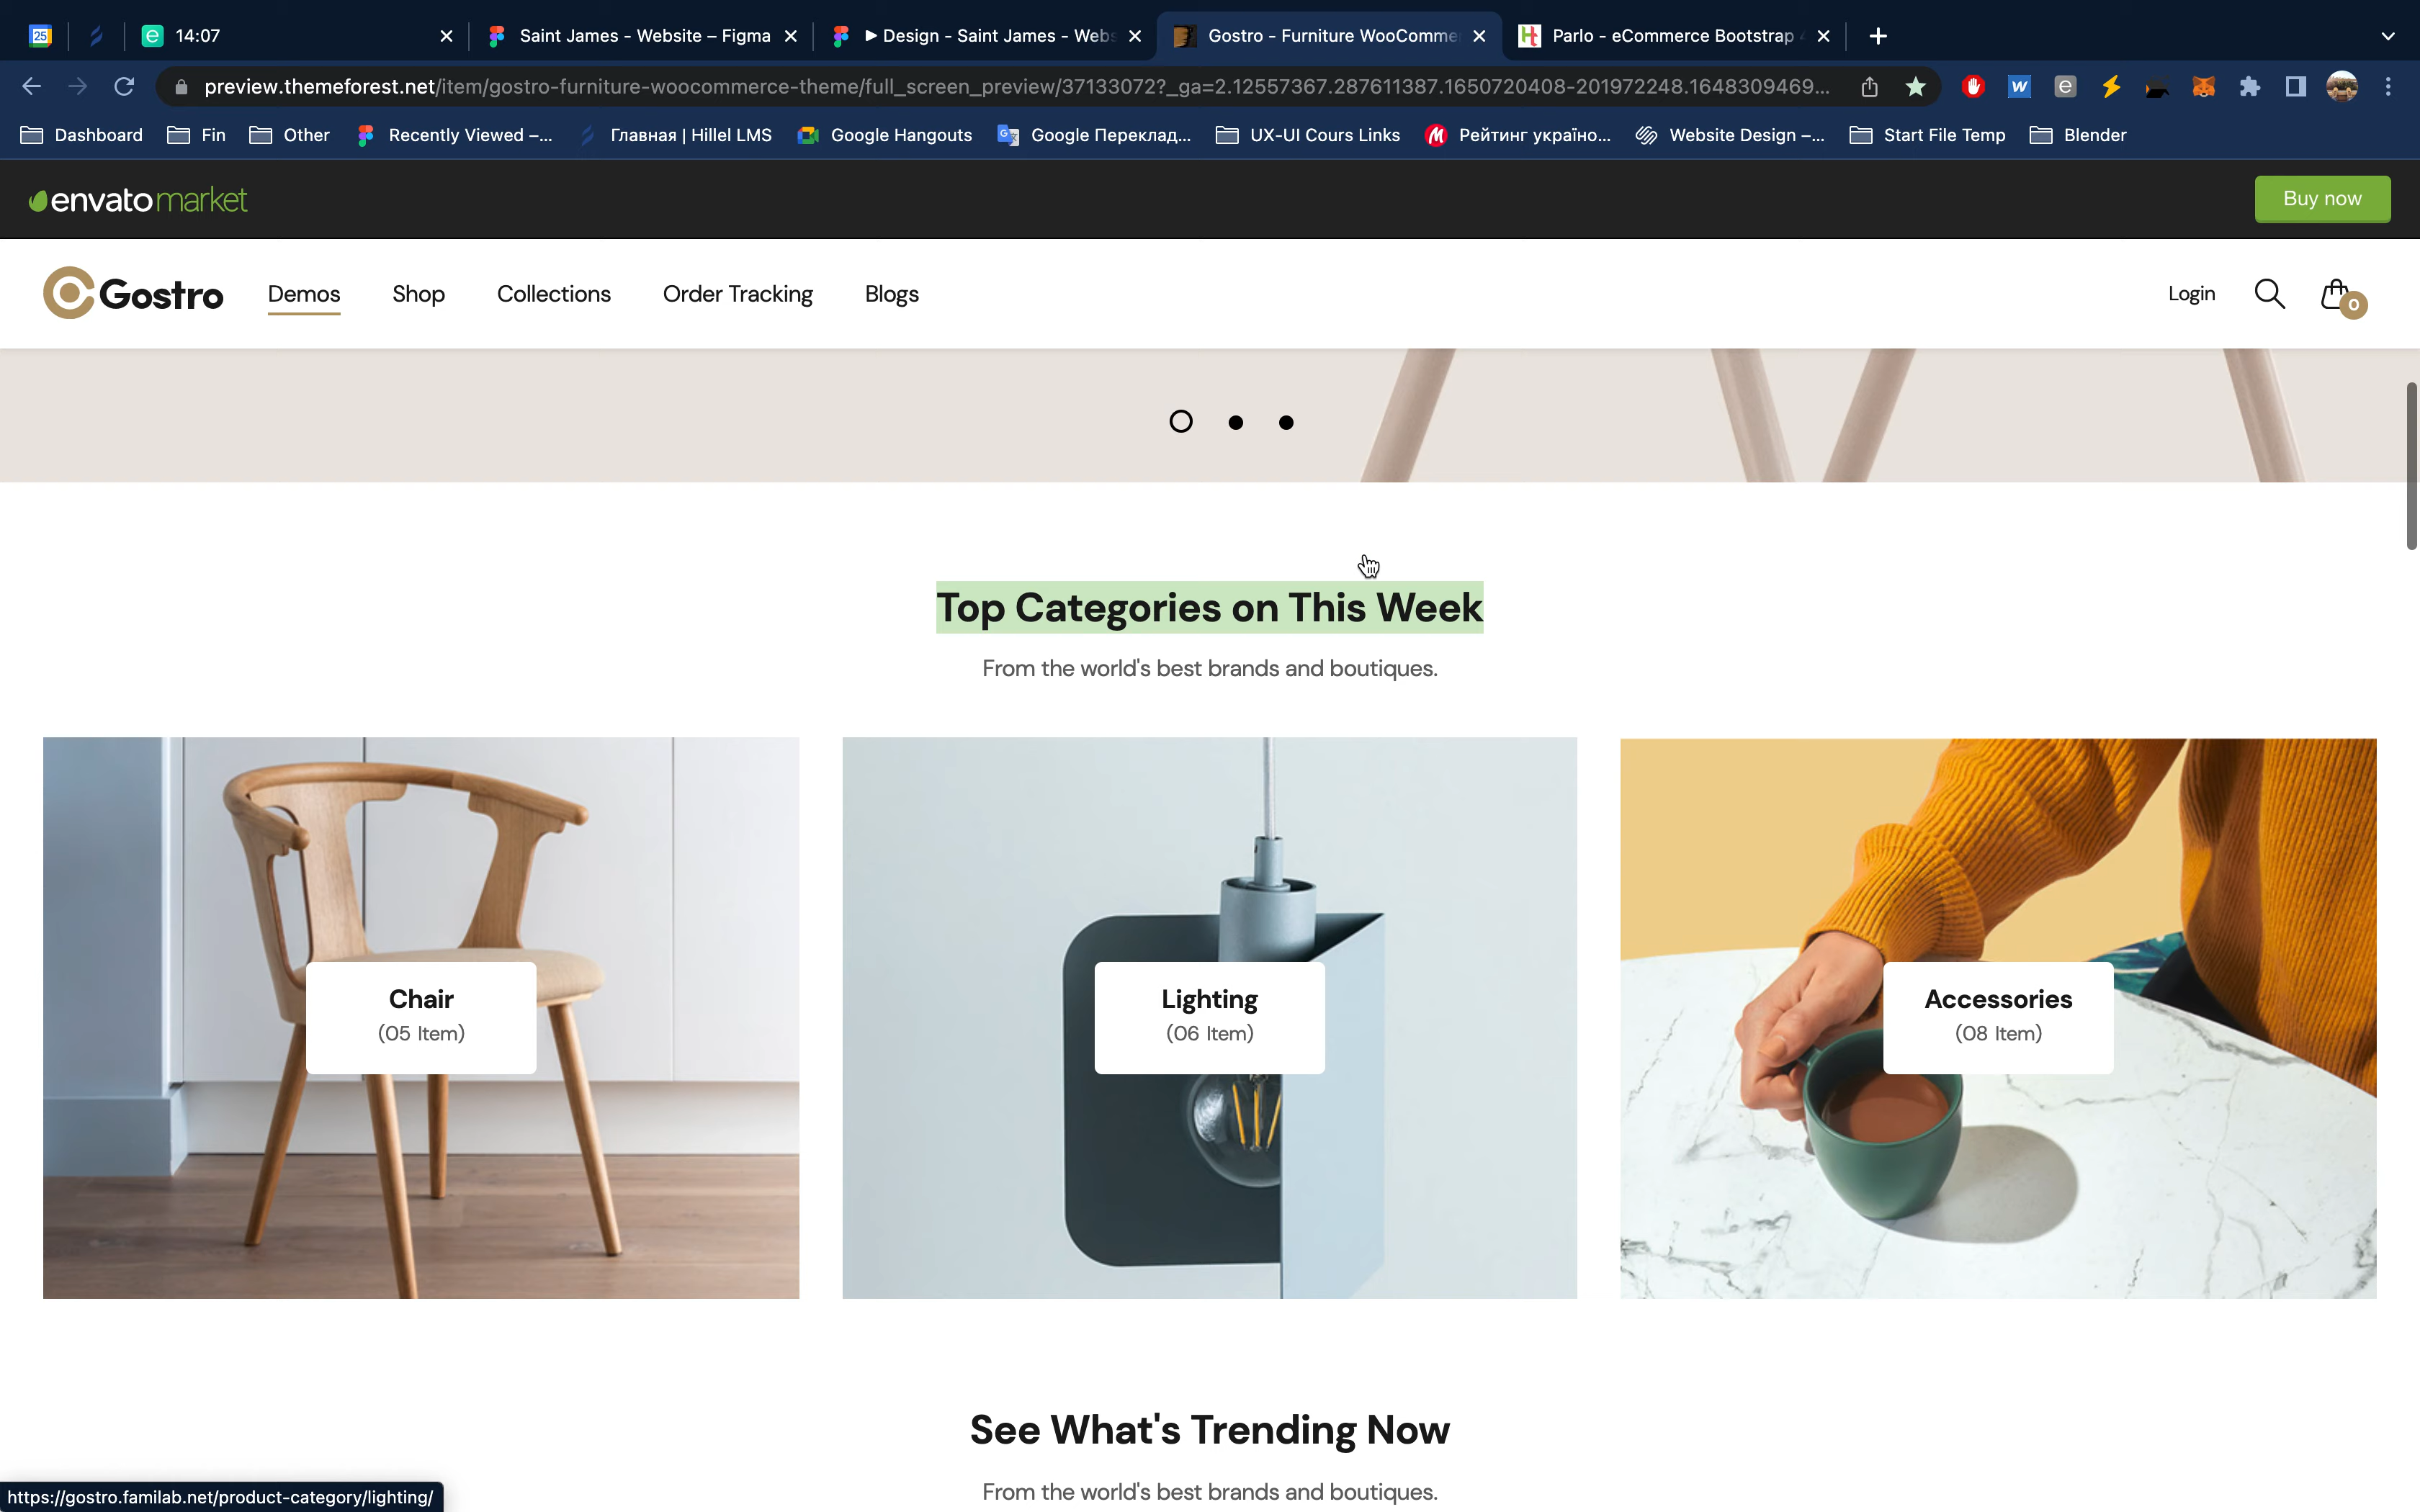 25
14:07
Saint James - Website – Figma
Design - Saint James - Webs
Gostro - Furniture WooComme
Parlo - eCommerce Bootstrap 4
preview.themeforest.net/item/gostro-furniture-woocommerce-theme/full_screen_preview/37133072?_ga=2.12557367.287611387.1650720408-201972248.1648309469...
Dashboard
Fin
Other
Recently Viewed –...
Главная | Hillel LMS
Google Hangouts
Google Переклад...
UX-UI Cours Links
Рейтинг україно...
Website Design –...
Start File Temp
Blender
envatomarket
Buy now
Gostro
Demos
Shop
Collections
Order Tracking
Blogs
Login
0
Top Categories on This Week
From the world's best brands and boutiques.
Chair
(05 Item)
Lighting
(06 Item)
Accessories
(08 Item)
See What's Trending Now
From the world's best brands and boutiques.
https://gostro.familab.net/product-category/lighting/